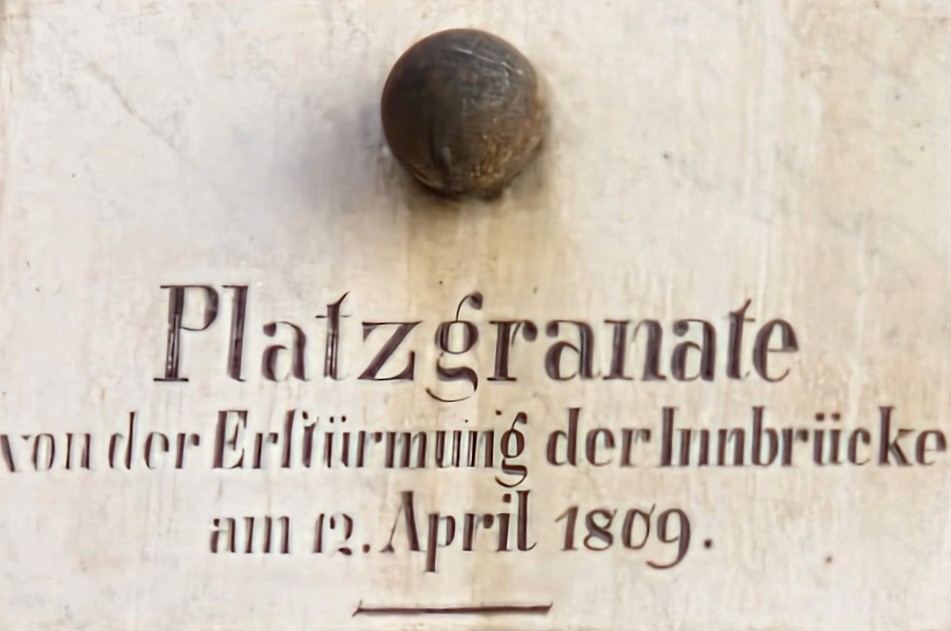 Platzgranate
von der Erſtürmung der Innbrücke
am 12. April 1809.